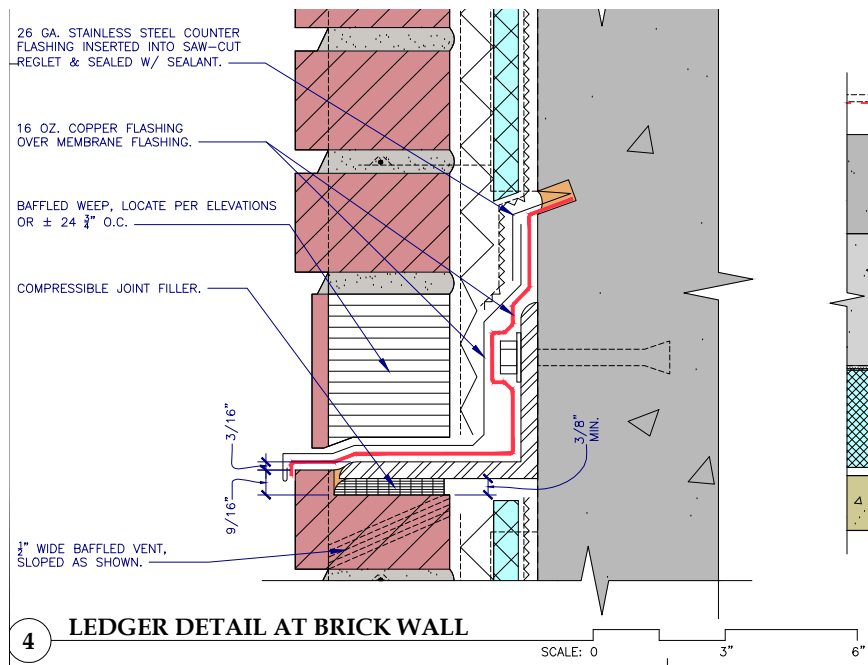 26 GA. STAINLESS STEEL COUNTER
FLASHING INSERTED INTO SAW-CUT
REGLET & SEALED W/ SEALANT.
16 OZ. COPPER FLASHING
OVER MEMBRANE FLASHING.
BAFFLED WEEP, LOCATE PER ELEVATIONS
OR ± 24 3/4" O.C.
COMPRESSIBLE JOINT FILLER.
3/16"
9/16"
3/8"
MIN.
1/2" WIDE BAFFLED VENT,
SLOPED AS SHOWN.
4 LEDGER DETAIL AT BRICK WALL
SCALE: 0 3" 6"